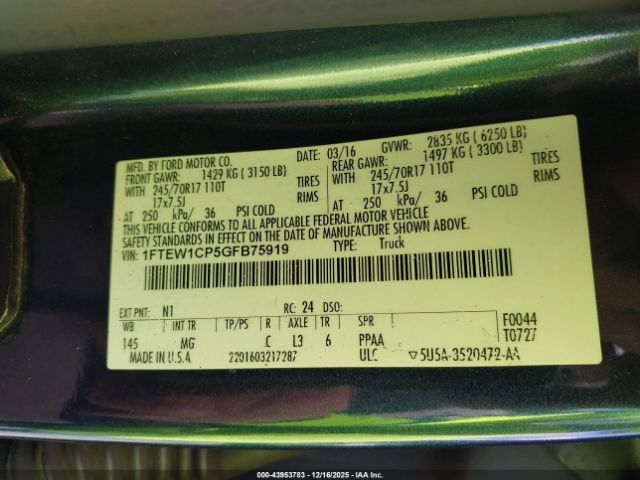 MFD. BY FORD MOTOR CO.
DATE: 03/16 GVWR: 2835 KG ( 6250 LB)
FRONT GAWR: 1429 KG ( 3150 LB)
REAR GAWR: 1497 KG ( 3300 LB)
WITH 245/70R17 110T TIRES
WITH 245/70R17 110T TIRES
17x7.5J RIMS
17x7.5J RIMS
AT 250 kPa/ 36 PSI COLD
AT 250 kPa/ 36 PSI COLD
THIS VEHICLE CONFORMS TO ALL APPLICABLE FEDERAL MOTOR VEHICLE
SAFETY STANDARDS IN EFFECT ON THE DATE OF MANUFACTURE SHOWN ABOVE.
VIN: 1FTEW1CP5GFB75919
TYPE: Truck
EXT PNT: N1 RC: 24 DSO:
WB INT TR TP/PS R AXLE TR SPR
145 MG C L3 6 PPAA
F0044
T0727
MADE IN U.S.A. 2201603217287 ULC ▽5U5A-3520472-AA
000-43953783 | 12/16/2025 - IAA Inc.